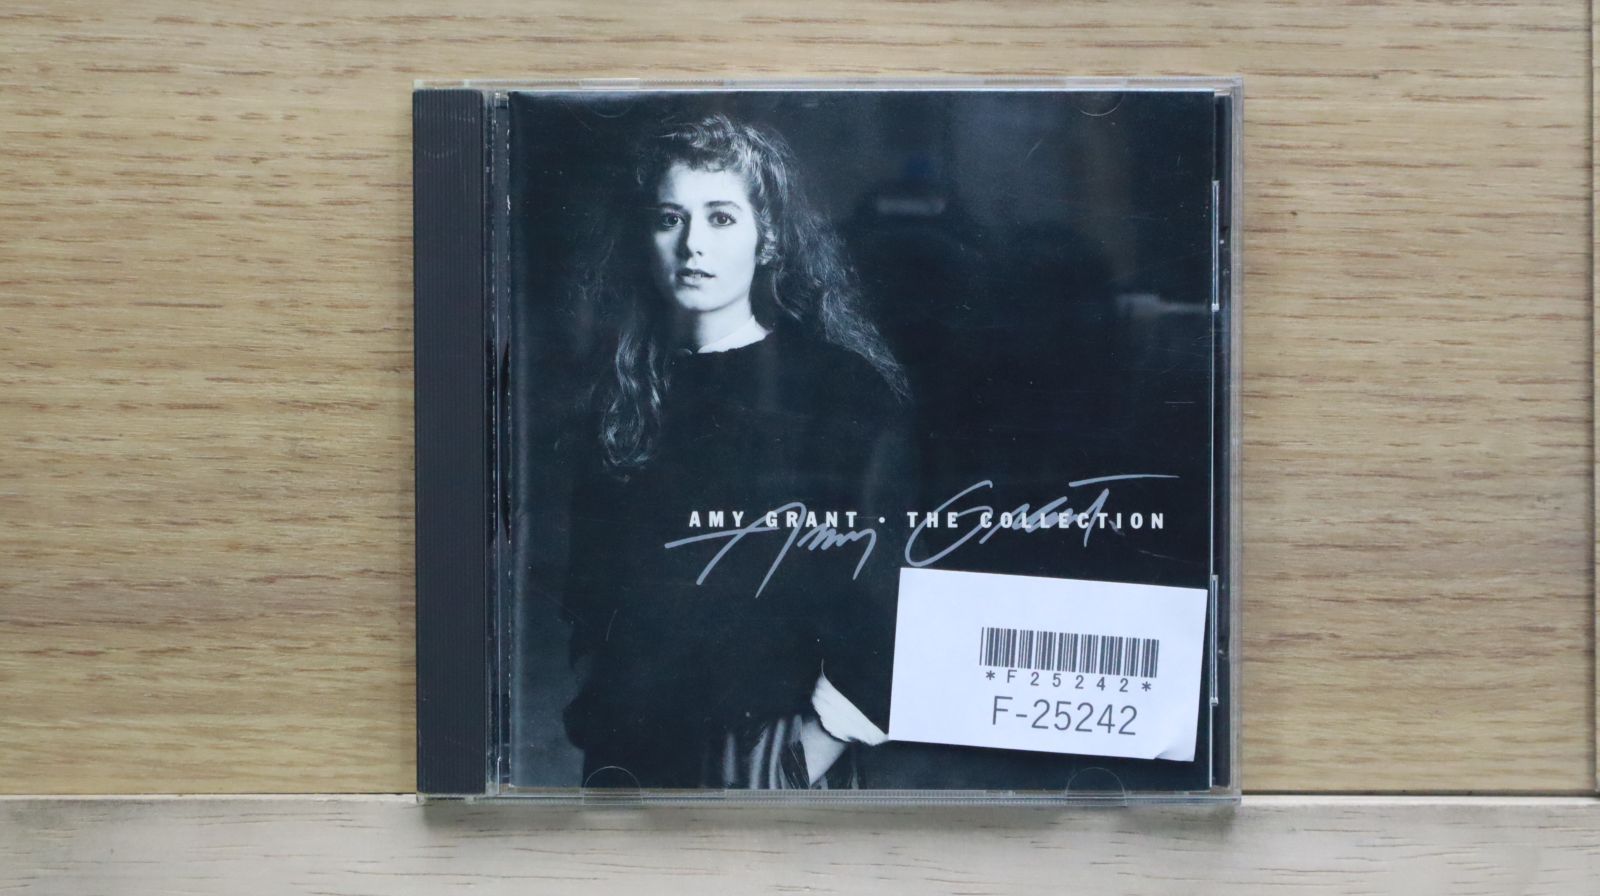 AMY GRANT • THE COLLECTION
Amy Grant
*F25242*
F-25242